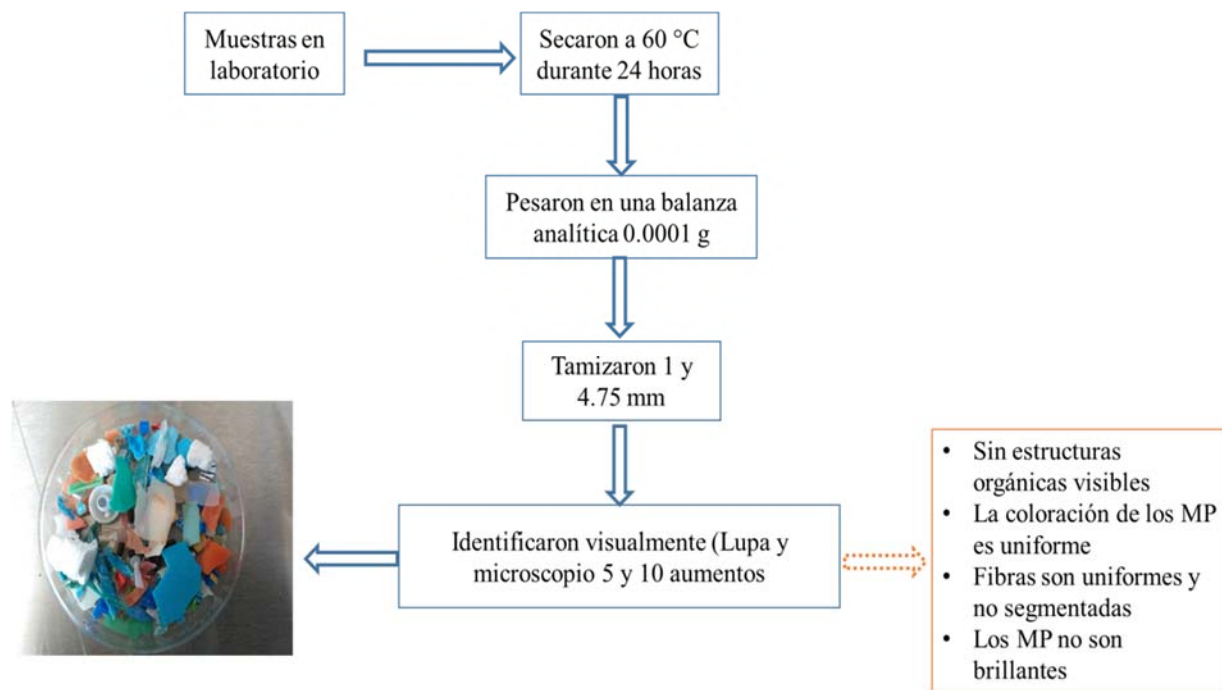 Muestras en
laboratorio
Secaron a 60 °C
durante 24 horas
Pesaron en una balanza
analítica 0.0001 g
Tamizaron 1 y
4.75 mm
Identificaron visualmente (Lupa y
microscopio 5 y 10 aumentos
• Sin estructuras
orgánicas visibles
• La coloración de los MP
es uniforme
• Fibras son uniformes y
no segmentadas
• Los MP no son
brillantes